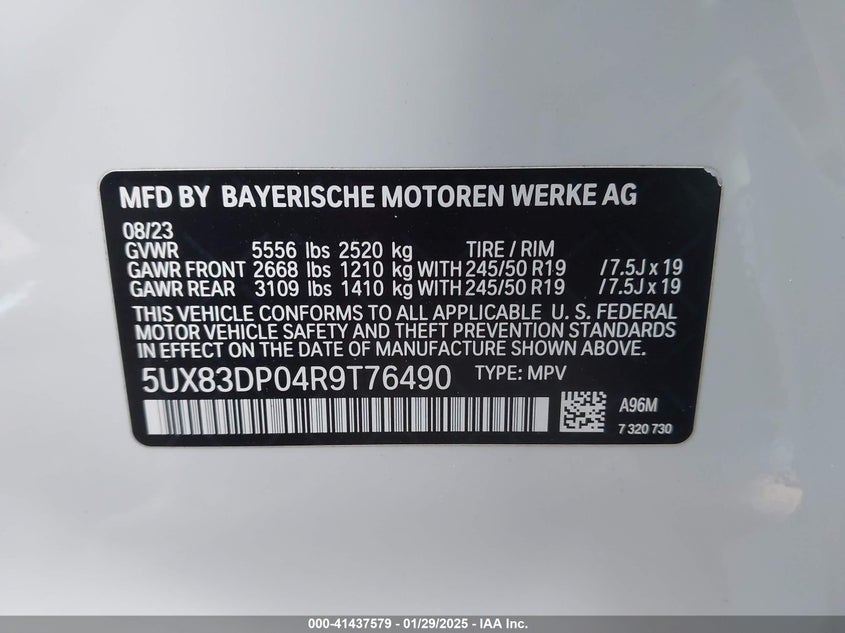 MFD BY BAYERISCHE MOTOREN WERKE AG
08/23
GVWR 5556 lbs 2520 kg TIRE / RIM
GAWR FRONT 2668 lbs 1210 kg WITH 245/50 R19 / 7.5J x 19
GAWR REAR 3109 lbs 1410 kg WITH 245/50 R19 / 7.5J x 19
THIS VEHICLE CONFORMS TO ALL APPLICABLE U. S. FEDERAL
MOTOR VEHICLE SAFETY AND THEFT PREVENTION STANDARDS
IN EFFECT ON THE DATE OF MANUFACTURE SHOWN ABOVE.
5UX83DP04R9T76490 TYPE: MPV
A96M
7 320 730
000-41437579 - 01/29/2025 - IAA Inc.